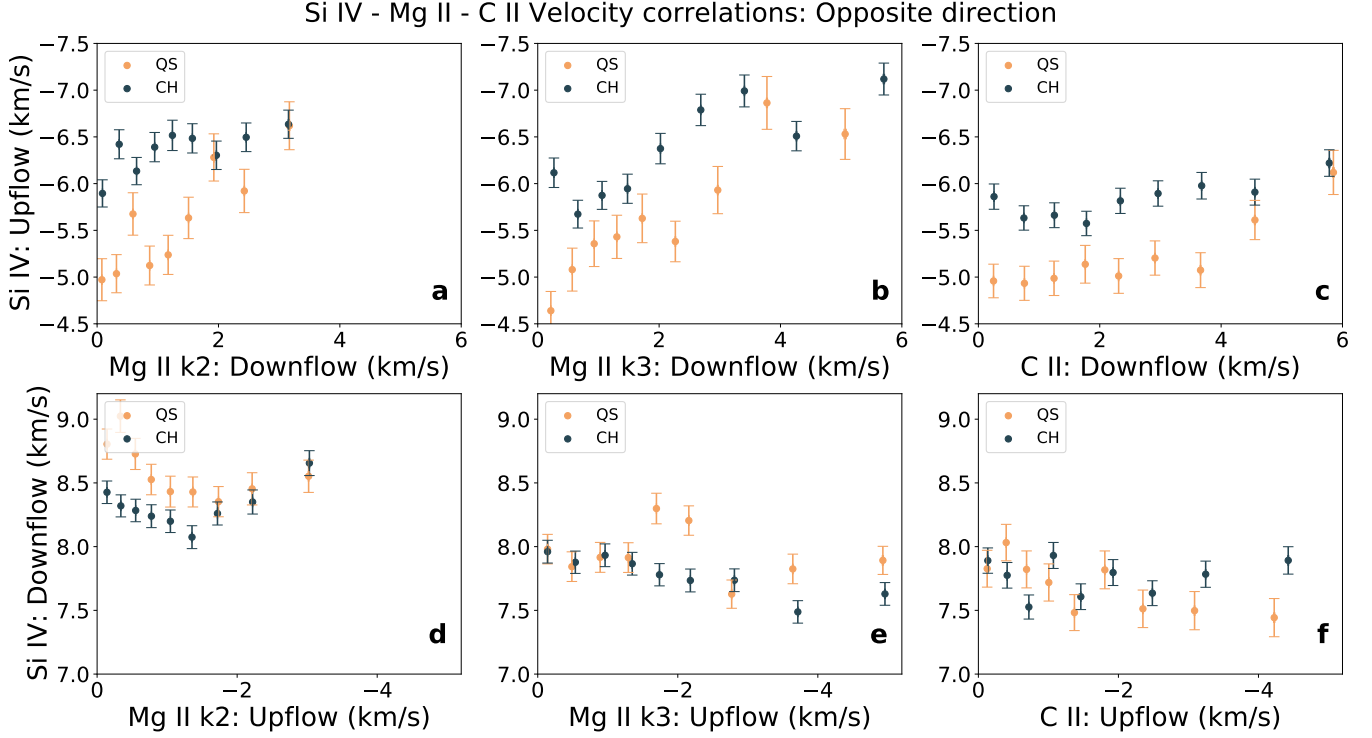 Si IV - Mg II - C II Velocity correlations: Opposite direction
Si IV: Upflow (km/s)
−7.5
−7.0
−6.5
−6.0
−5.5
−5.0
−4.5
QS
CH
a
0 2 4 6
Mg II k2: Downflow (km/s)
−7.5
−7.0
−6.5
−6.0
−5.5
−5.0
−4.5
QS
CH
b
0 2 4 6
Mg II k3: Downflow (km/s)
−7.5
−7.0
−6.5
−6.0
−5.5
−5.0
−4.5
QS
CH
c
0 2 4 6
C II: Downflow (km/s)
Si IV: Downflow (km/s)
9.0
8.5
8.0
7.5
7.0
QS
CH
d
0 −2 −4
Mg II k2: Upflow (km/s)
9.0
8.5
8.0
7.5
7.0
QS
CH
e
0 −2 −4
Mg II k3: Upflow (km/s)
9.0
8.5
8.0
7.5
7.0
QS
CH
f
0 −2 −4
C II: Upflow (km/s)